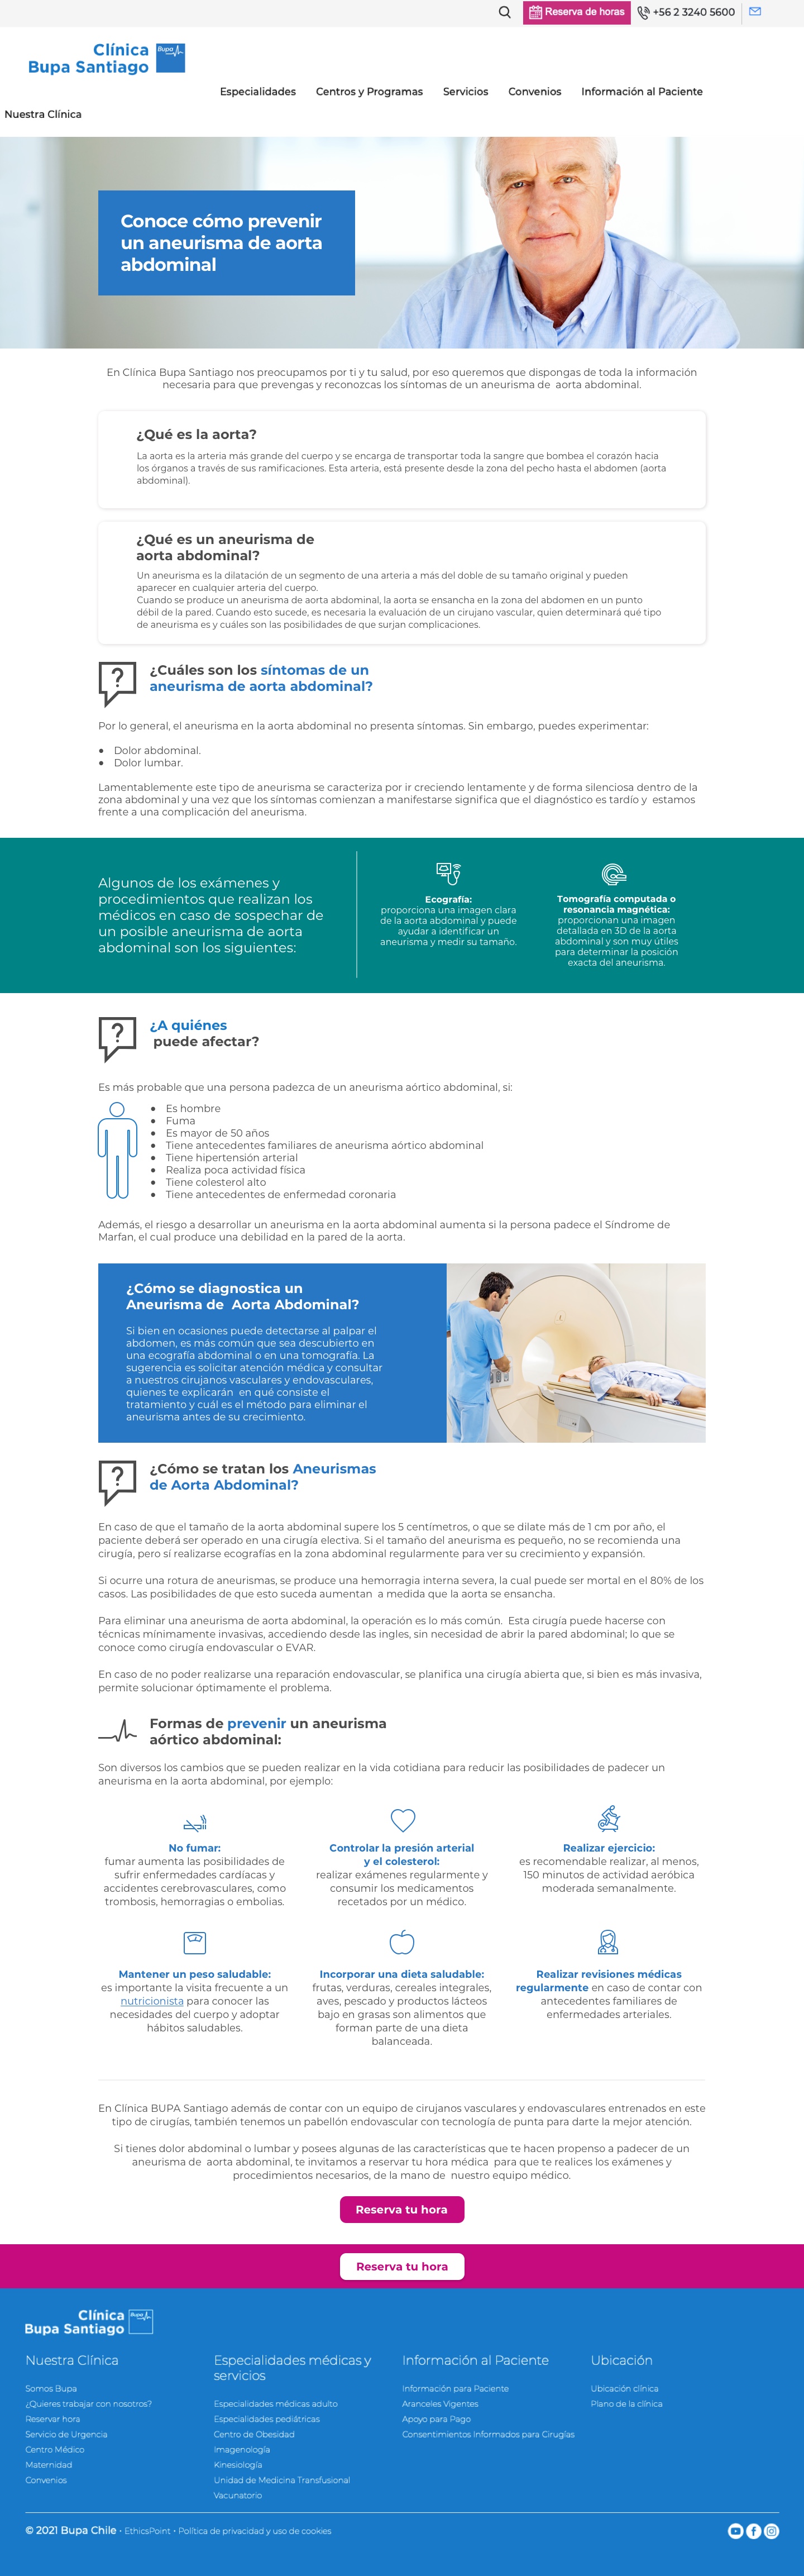 Reserva de horas
+56 2 3240 5600
Clínica
Bupa Santiago
Bupa
Especialidades
Centros y Programas
Servicios
Convenios
Información al Paciente
Nuestra Clínica
Conoce cómo prevenir
un aneurisma de aorta
abdominal
En Clínica Bupa Santiago nos preocupamos por ti y tu salud, por eso queremos que dispongas de toda la información
necesaria para que prevengas y reconozcas los síntomas de un aneurisma de aorta abdominal.
¿Qué es la aorta?
La aorta es la arteria más grande del cuerpo y se encarga de transportar toda la sangre que bombea el corazón hacia
los órganos a través de sus ramificaciones. Esta arteria, está presente desde la zona del pecho hasta el abdomen (aorta
abdominal).
¿Qué es un aneurisma de
aorta abdominal?
Un aneurisma es la dilatación de un segmento de una arteria a más del doble de su tamaño original y pueden
aparecer en cualquier arteria del cuerpo.
Cuando se produce un aneurisma de aorta abdominal, la aorta se ensancha en la zona del abdomen en un punto
débil de la pared. Cuando esto sucede, es necesaria la evaluación de un cirujano vascular, quien determinará qué tipo
de aneurisma es y cuáles son las posibilidades de que surjan complicaciones.
¿Cuáles son los síntomas de un
aneurisma de aorta abdominal?
Por lo general, el aneurisma en la aorta abdominal no presenta síntomas. Sin embargo, puedes experimentar:
● Dolor abdominal.
● Dolor lumbar.
Lamentablemente este tipo de aneurisma se caracteriza por ir creciendo lentamente y de forma silenciosa dentro de la
zona abdominal y una vez que los síntomas comienzan a manifestarse significa que el diagnóstico es tardío y estamos
frente a una complicación del aneurisma.
Algunos de los exámenes y
procedimientos que realizan los
médicos en caso de sospechar de
un posible aneurisma de aorta
abdominal son los siguientes:
Ecografía:
proporciona una imagen clara
de la aorta abdominal y puede
ayudar a identificar un
aneurisma y medir su tamaño.
Tomografía computada o
resonancia magnética:
proporcionan una imagen
detallada en 3D de la aorta
abdominal y son muy útiles
para determinar la posición
exacta del aneurisma.
¿A quiénes
puede afectar?
Es más probable que una persona padezca de un aneurisma aórtico abdominal, si:
● Es hombre
● Fuma
● Es mayor de 50 años
● Tiene antecedentes familiares de aneurisma aórtico abdominal
● Tiene hipertensión arterial
● Realiza poca actividad física
● Tiene colesterol alto
● Tiene antecedentes de enfermedad coronaria
Además, el riesgo a desarrollar un aneurisma en la aorta abdominal aumenta si la persona padece el Síndrome de
Marfan, el cual produce una debilidad en la pared de la aorta.
¿Cómo se diagnostica un
Aneurisma de Aorta Abdominal?
Si bien en ocasiones puede detectarse al palpar el
abdomen, es más común que sea descubierto en
una ecografía abdominal o en una tomografía. La
sugerencia es solicitar atención médica y consultar
a nuestros cirujanos vasculares y endovasculares,
quienes te explicarán en qué consiste el
tratamiento y cuál es el método para eliminar el
aneurisma antes de su crecimiento.
¿Cómo se tratan los Aneurismas
de Aorta Abdominal?
En caso de que el tamaño de la aorta abdominal supere los 5 centímetros, o que se dilate más de 1 cm por año, el
paciente deberá ser operado en una cirugía electiva. Si el tamaño del aneurisma es pequeño, no se recomienda una
cirugía, pero sí realizarse ecografías en la zona abdominal regularmente para ver su crecimiento y expansión.
Si ocurre una rotura de aneurismas, se produce una hemorragia interna severa, la cual puede ser mortal en el 80% de los
casos. Las posibilidades de que esto suceda aumentan a medida que la aorta se ensancha.
Para eliminar una aneurisma de aorta abdominal, la operación es lo más común. Esta cirugía puede hacerse con
técnicas mínimamente invasivas, accediendo desde las ingles, sin necesidad de abrir la pared abdominal; lo que se
conoce como cirugía endovascular o EVAR.
En caso de no poder realizarse una reparación endovascular, se planifica una cirugía abierta que, si bien es más invasiva,
permite solucionar óptimamente el problema.
Formas de prevenir un aneurisma
aórtico abdominal:
Son diversos los cambios que se pueden realizar en la vida cotidiana para reducir las posibilidades de padecer un
aneurisma en la aorta abdominal, por ejemplo:
No fumar:
fumar aumenta las posibilidades de
sufrir enfermedades cardíacas y
accidentes cerebrovasculares, como
trombosis, hemorragias o embolias.
Controlar la presión arterial
y el colesterol:
realizar exámenes regularmente y
consumir los medicamentos
recetados por un médico.
Realizar ejercicio:
es recomendable realizar, al menos,
150 minutos de actividad aeróbica
moderada semanalmente.
Mantener un peso saludable:
es importante la visita frecuente a un
nutricionista para conocer las
necesidades del cuerpo y adoptar
hábitos saludables.
Incorporar una dieta saludable:
frutas, verduras, cereales integrales,
aves, pescado y productos lácteos
bajo en grasas son alimentos que
forman parte de una dieta
balanceada.
Realizar revisiones médicas
regularmente en caso de contar con
antecedentes familiares de
enfermedades arteriales.
En Clínica BUPA Santiago además de contar con un equipo de cirujanos vasculares y endovasculares entrenados en este
tipo de cirugías, también tenemos un pabellón endovascular con tecnología de punta para darte la mejor atención.
Si tienes dolor abdominal o lumbar y posees algunas de las características que te hacen propenso a padecer de un
aneurisma de aorta abdominal, te invitamos a reservar tu hora médica para que te realices los exámenes y
procedimientos necesarios, de la mano de nuestro equipo médico.
Reserva tu hora
Reserva tu hora
Clínica
Bupa Santiago
Bupa
Nuestra Clínica
Somos Bupa
¿Quieres trabajar con nosotros?
Reservar hora
Servicio de Urgencia
Centro Médico
Maternidad
Convenios
Especialidades médicas y
servicios
Especialidades médicas adulto
Especialidades pediátricas
Centro de Obesidad
Imagenología
Kinesiología
Unidad de Medicina Transfusional
Vacunatorio
Información al Paciente
Información para Paciente
Aranceles Vigentes
Apoyo para Pago
Consentimientos Informados para Cirugías
Ubicación
Ubicación clínica
Plano de la clínica
© 2021 Bupa Chile · EthicsPoint · Política de privacidad y uso de cookies